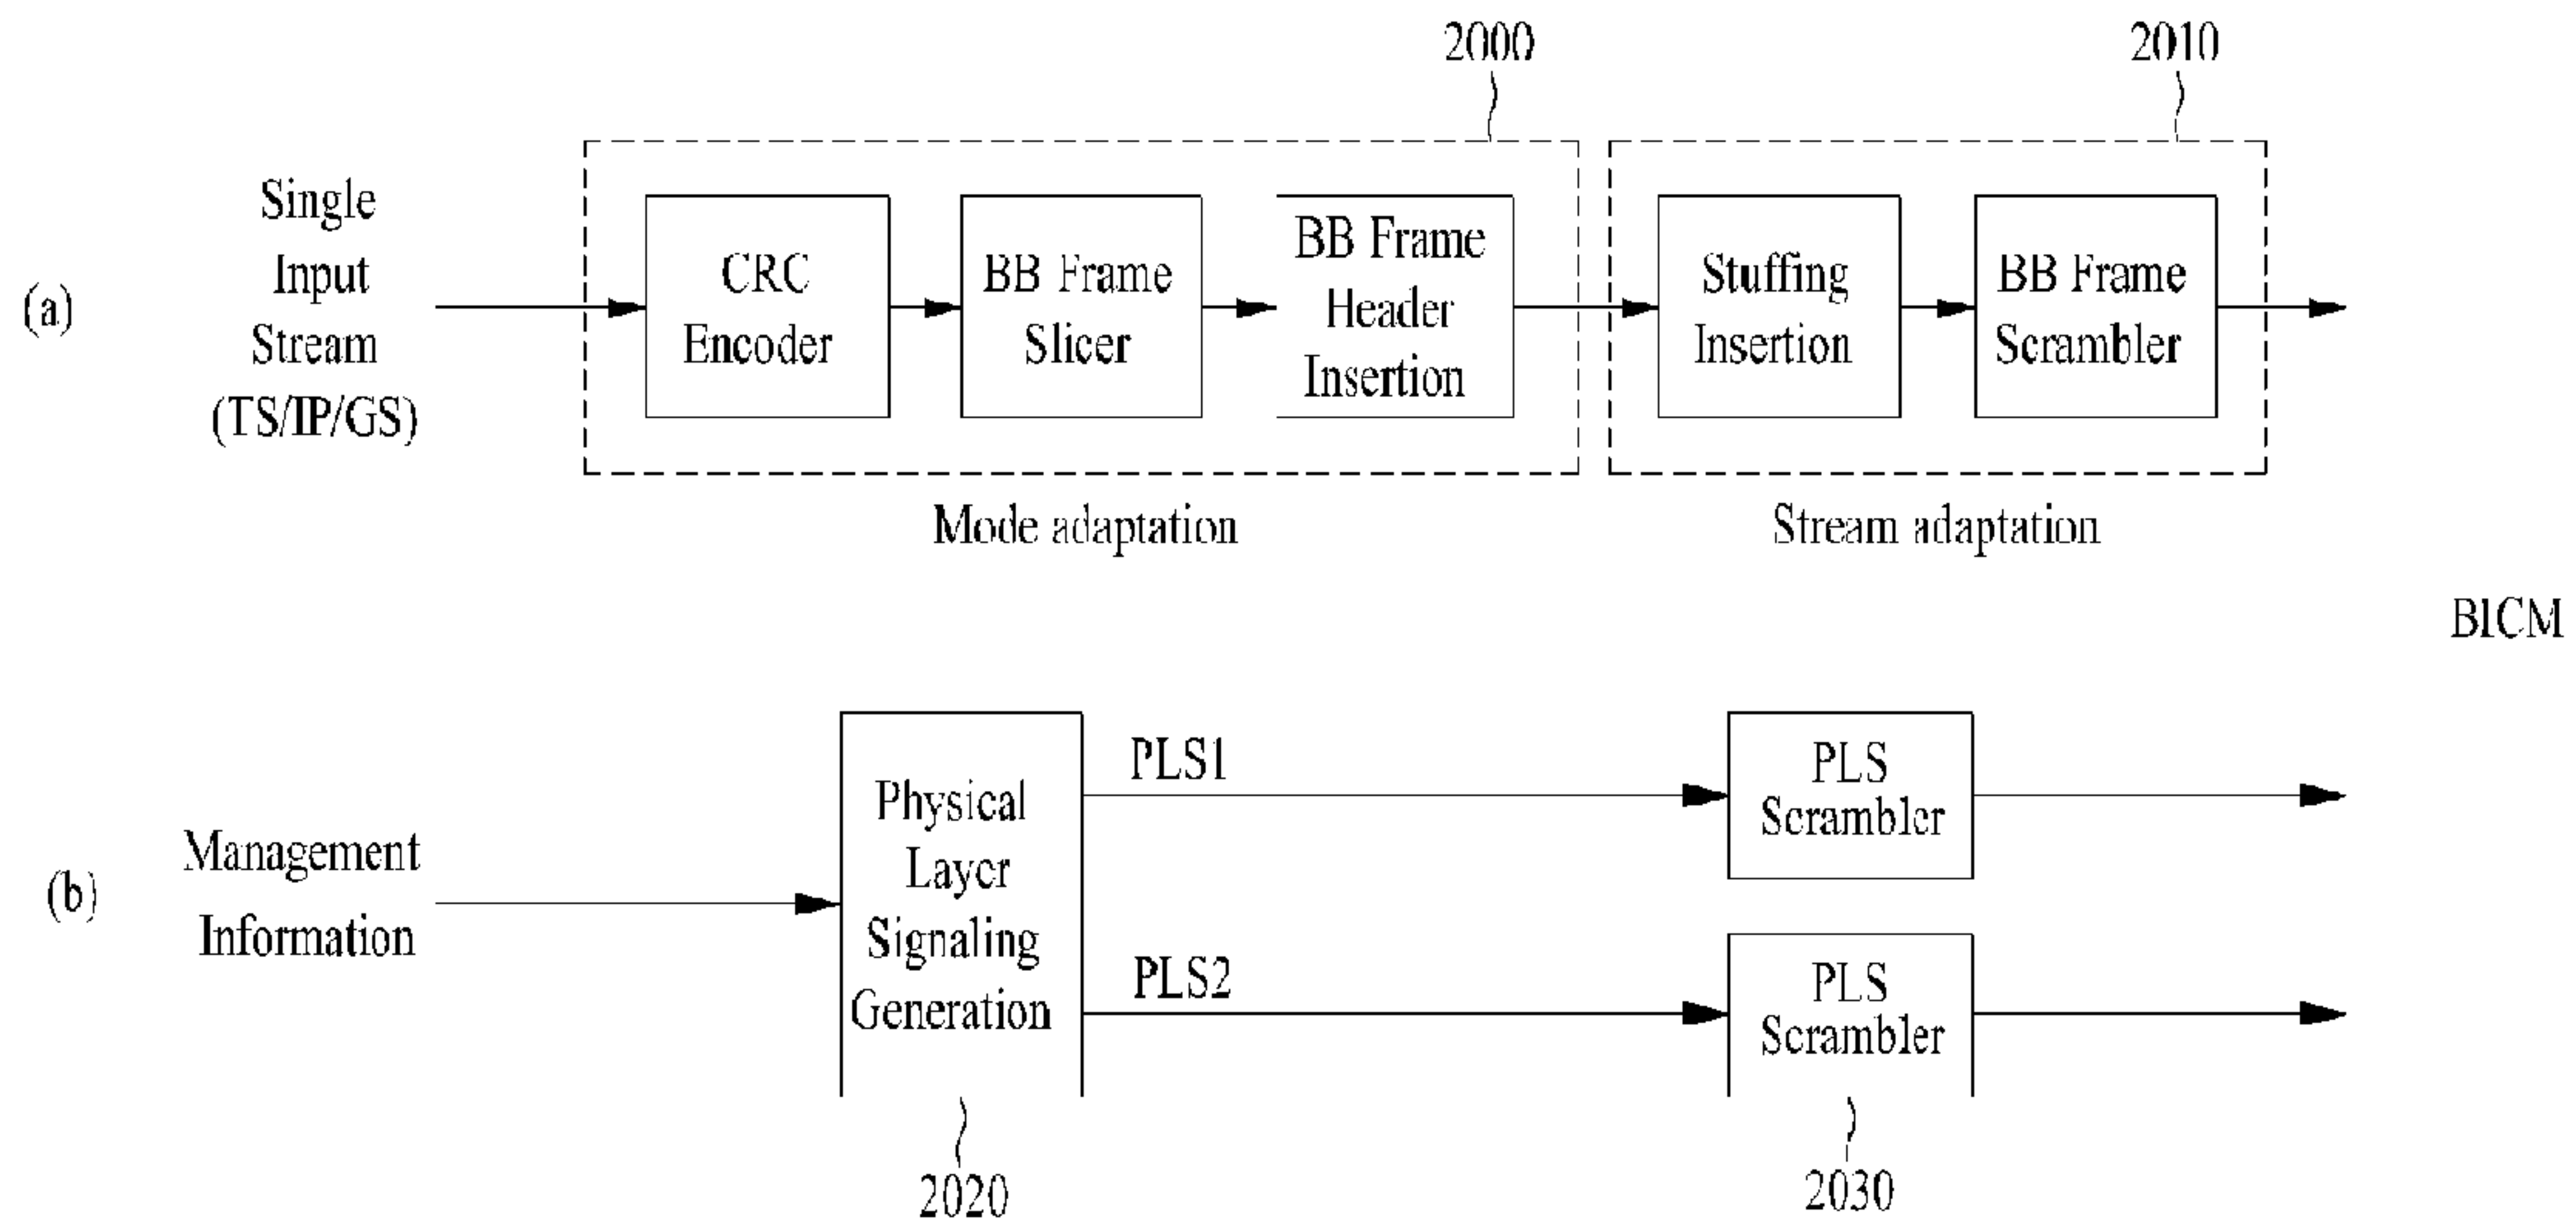 2000
2010
(a)
Single
Input
Stream
(TS/IP/GS)
CRC
Encoder
BB Frame
Slicer
BB Frame
Header
Insertion
Stuffing
Insertion
BB Frame
Scrambler
Mode adaptation
Stream adaptation
BICM
(b)
Management
Information
Physical
Layer
Signaling
Generation
PLS1
PLS2
PLS
Scrambler
PLS
Scrambler
2020
2030